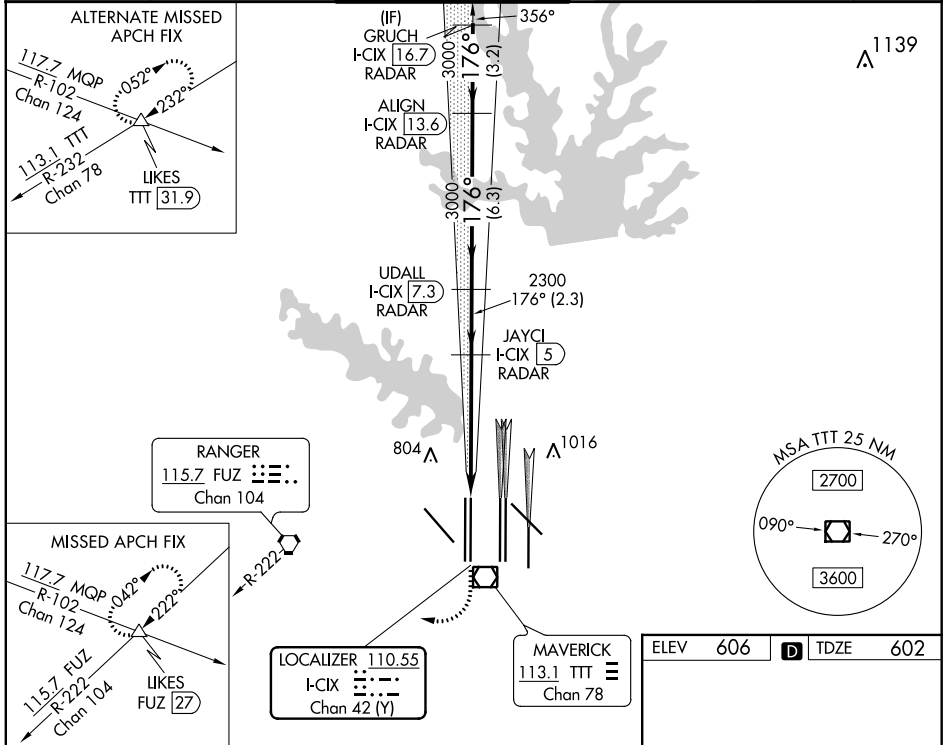 ALTERNATE MISSED
APCH FIX
117.7 MQP
R-102
Chan 124
052°
232°
113.1 TTT
R-232
Chan 78
LIKES
TTT 31.9
(IF)
GRUCH
I-CIX 16.7
RADAR
356°
3000
176°
(3.2)
1139
ALIGN
I-CIX 13.6
RADAR
3000
176°
(6.3)
UDALL
I-CIX 7.3
RADAR
2300
176° (2.3)
JAYCI
I-CIX 5
RADAR
804
1016
RANGER
115.7 FUZ
Chan 104
R-222
MSA TTT 25 NM
2700
090°
270°
3600
MISSED APCH FIX
117.7 MQP
R-102
Chan 124
042°
222°
115.7 FUZ
R-222
Chan 104
LIKES
FUZ 27
LOCALIZER 110.55
I-CIX
Chan 42 (Y)
MAVERICK
113.1 TTT
Chan 78
ELEV 606 D TDZE 602